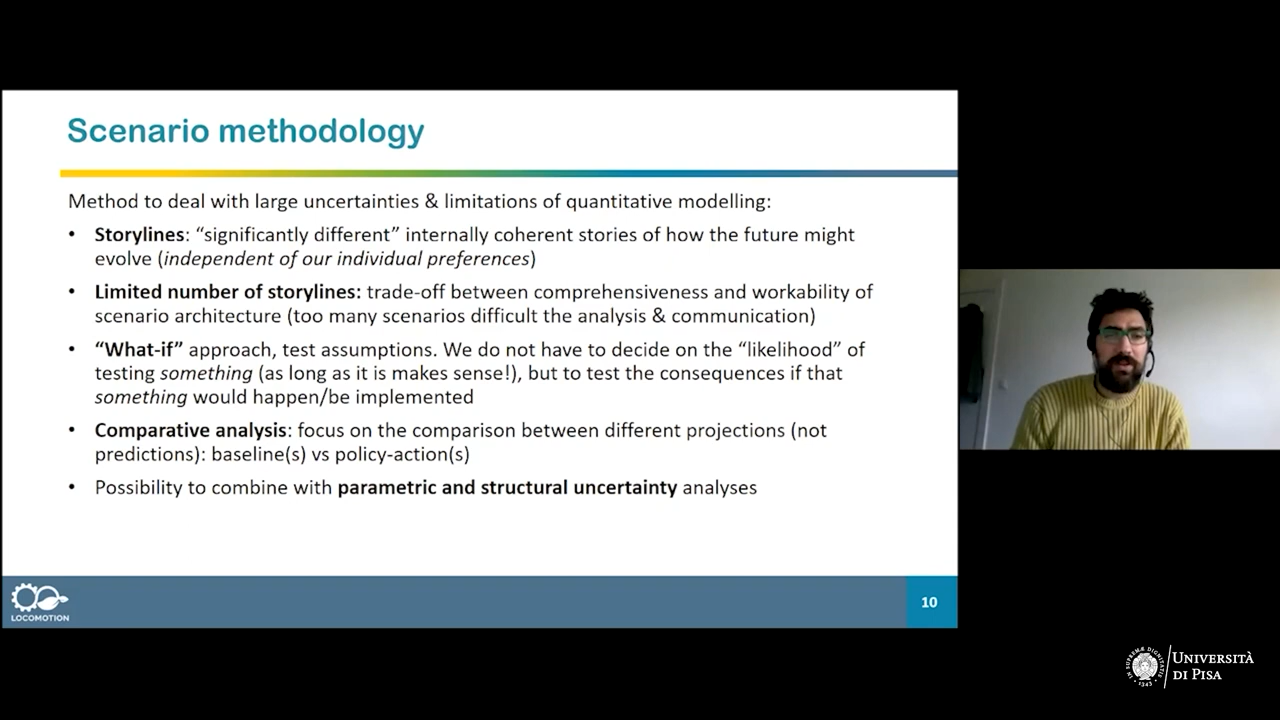 Scenario methodology
Method to deal with large uncertainties & limitations of quantitative modelling:
• Storylines: “significantly different” internally coherent stories of how the future might
evolve (independent of our individual preferences)
• Limited number of storylines: trade-off between comprehensiveness and workability of
scenario architecture (too many scenarios difficult the analysis & communication)
• “What-if” approach, test assumptions. We do not have to decide on the “likelihood” of
testing something (as long as it is makes sense!), but to test the consequences if that
something would happen/be implemented
• Comparative analysis: focus on the comparison between different projections (not
predictions): baseline(s) vs policy-action(s)
• Possibility to combine with parametric and structural uncertainty analyses
LOCOMOTION
10
IN SUPREMÆ DIGNITATIS
1343
UNIVERSITÀ
DI PISA